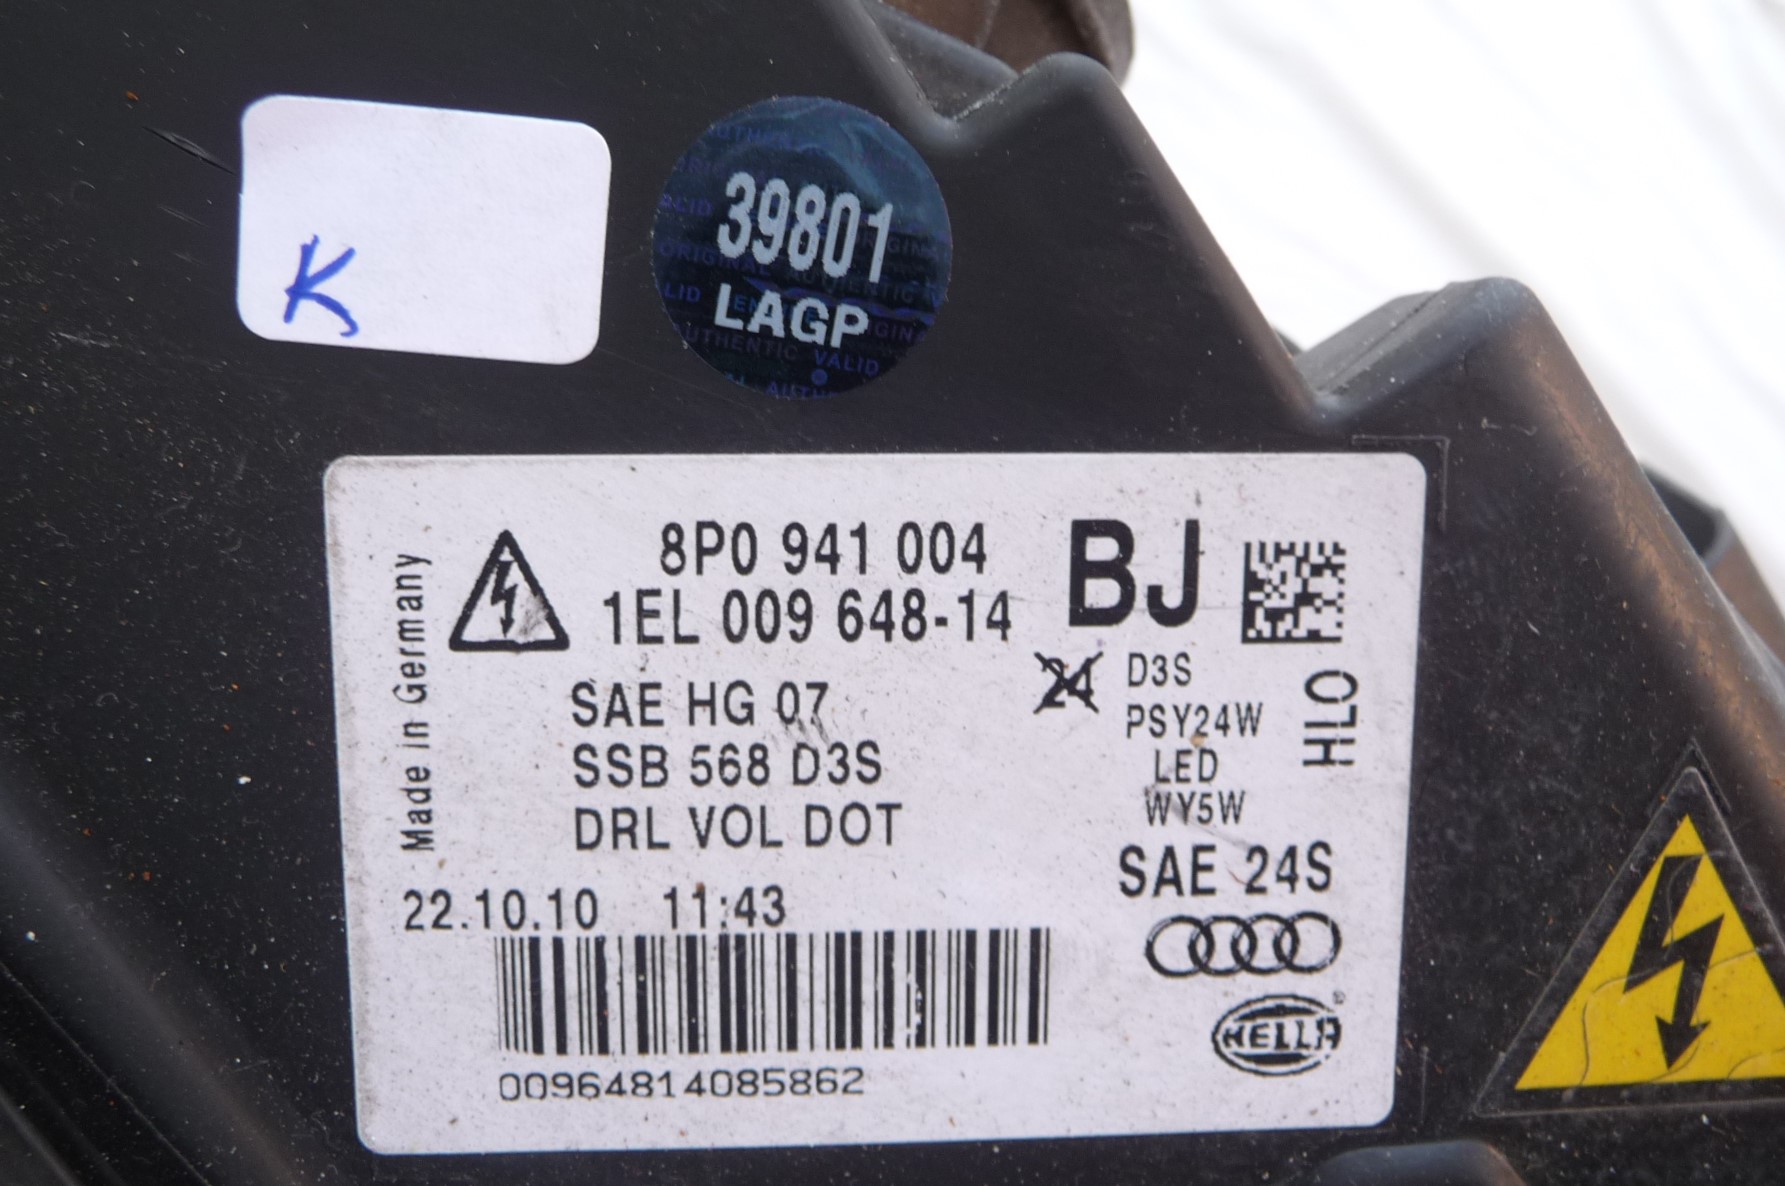 K
39801
LAGP
Made in Germany
8P0 941 004
BJ
1EL 009 648-14
SAE HG 07
24
D3S
PSY24W
LED
WY5W
HLO
SSB 568 D3S
DRL VOL DOT
SAE 24S
22.10.10 11:43
00964814085862
HELLA®